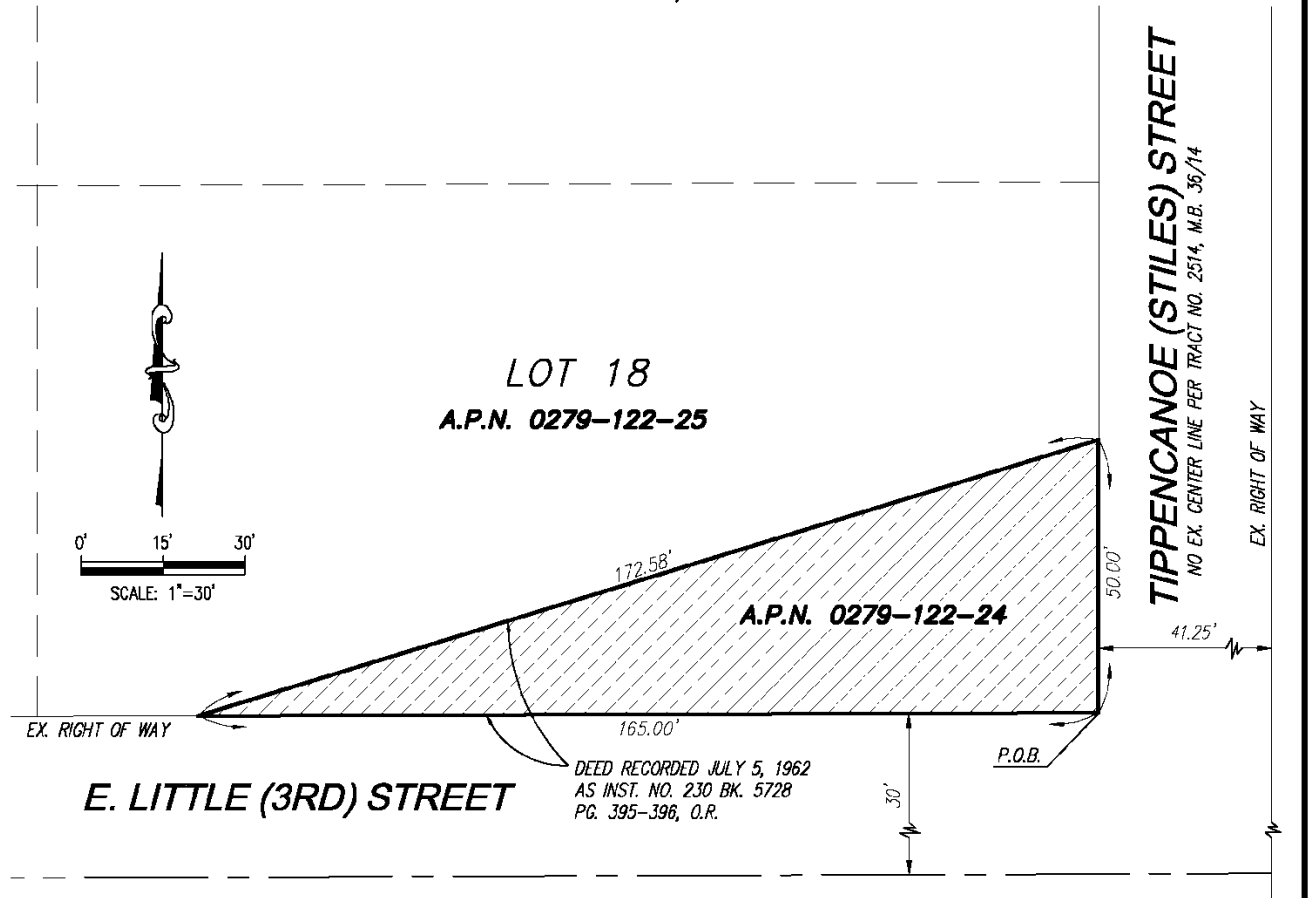 TIPPENCANOE (STILES) STREET
NO EX. CENTER LINE PER TRACT NO. 2514, M.B. 36/14
EX. RIGHT OF WAY
LOT 18
A.P.N. 0279-122-25
0' 15' 30'
SCALE: 1"=30'
172.58'
A.P.N. 0279-122-24
50.00'
41.25'
EX. RIGHT OF WAY
165.00'
P.O.B.
DEED RECORDED JULY 5, 1962
AS INST. NO. 230 BK. 5728
PG. 395-396, O.R.
E. LITTLE (3RD) STREET
30'